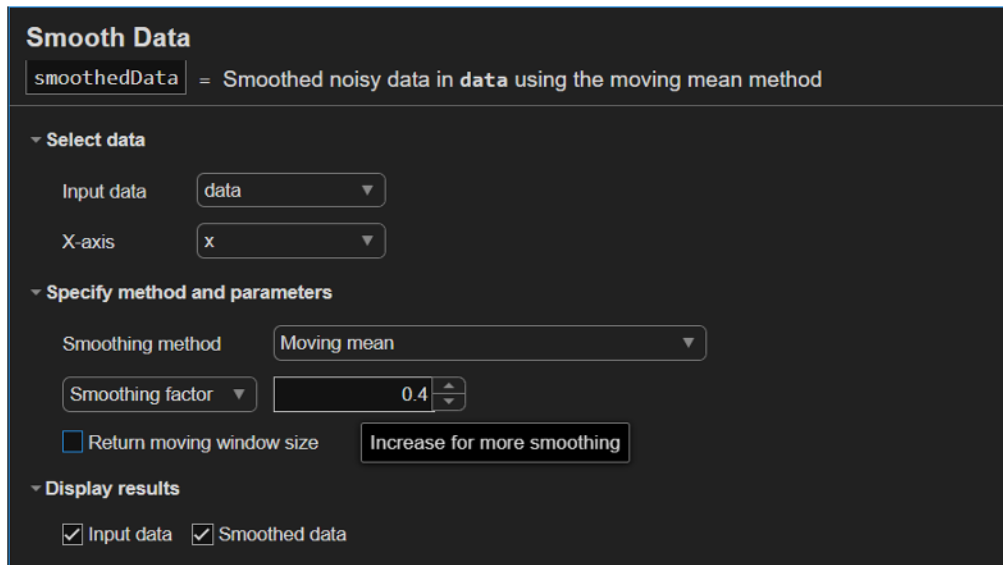 Smooth Data
smoothedData = Smoothed noisy data in data using the moving mean method
Select data
Input data data
X-axis x
Specify method and parameters
Smoothing method Moving mean
Smoothing factor 0.4
Return moving window size Increase for more smoothing
Display results
Input data Smoothed data